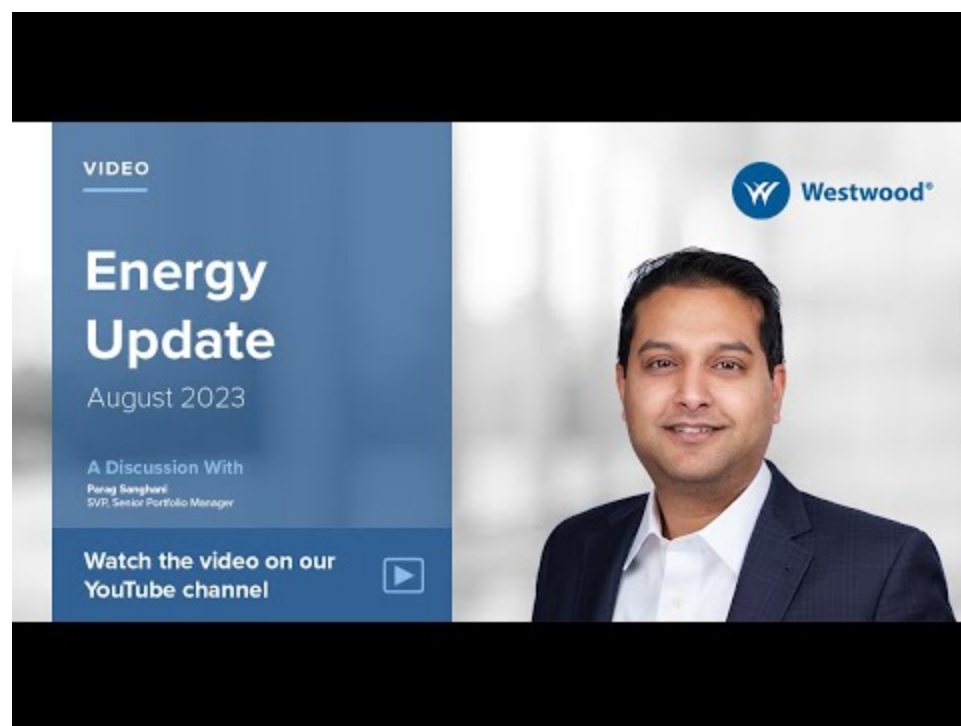 VIDEO
Westwood®
Energy
Update
August 2023
A Discussion With
Parag Sanghani
SVP, Senior Portfolio Manager
Watch the video on our
YouTube channel